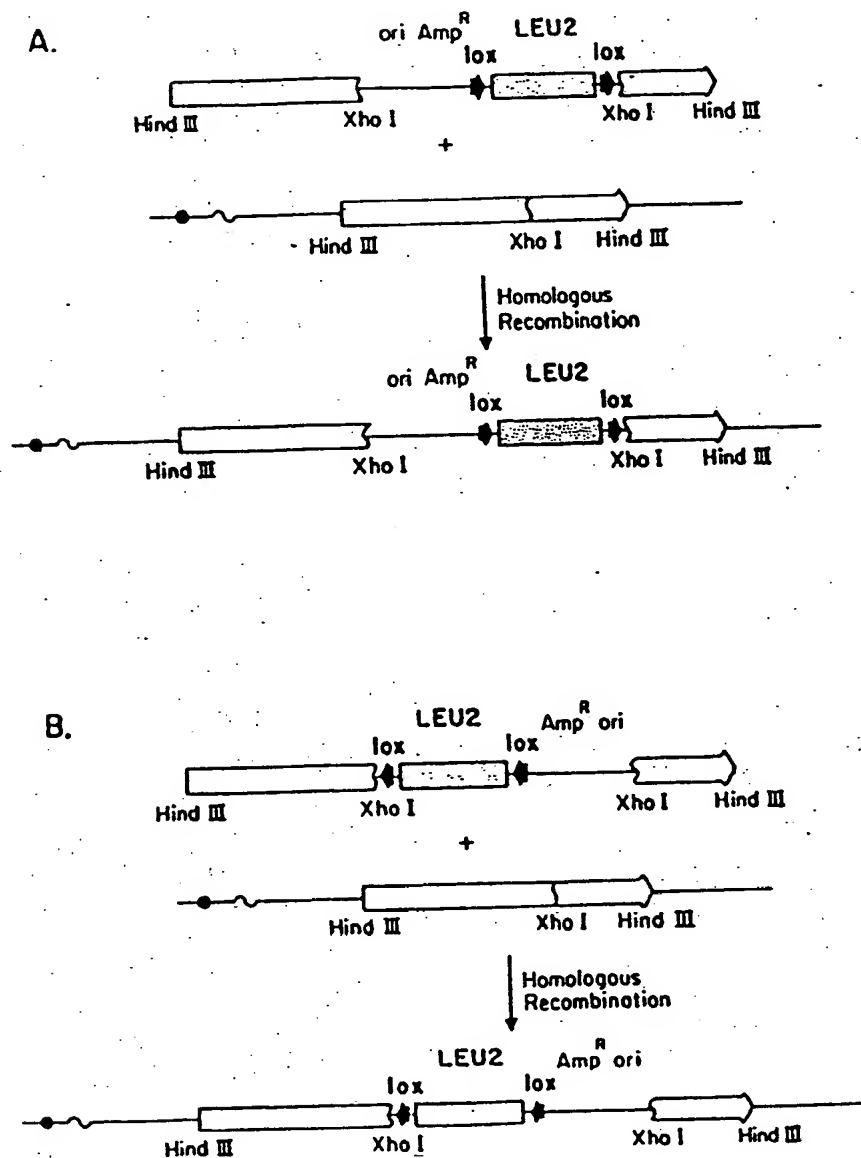 A.
ori Amp^R LEU2
lox lox
Hind III Xho I Xho I Hind III
+
Hind III Xho I Hind III
Homologous
Recombination
ori Amp^R LEU2
lox lox
Hind III Xho I Xho I Hind III
B.
LEU2 Amp^R ori
lox lox
Hind III Xho I Xho I Hind III
+
Hind III Xho I Hind III
Homologous
Recombination
LEU2 Amp^R ori
lox lox
Hind III Xho I Xho I Hind III